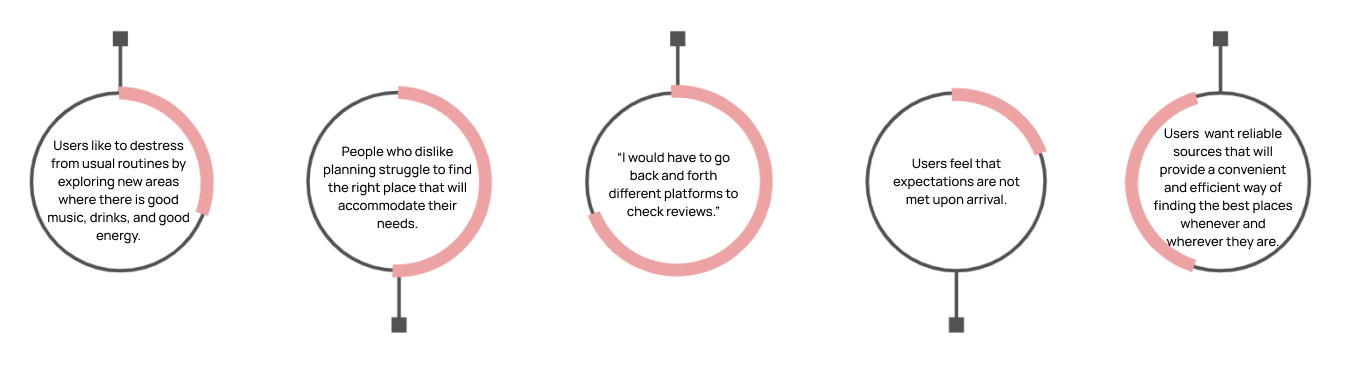 Users like to destress
from usual routines by
exploring new areas
where there is good
music, drinks, and good
energy.
People who dislike
planning struggle to find
the right place that will
accommodate their
needs.
“I would have to go
back and forth
different platforms to
check reviews.”
Users feel that
expectations are not
met upon arrival.
Users  want reliable
sources that will
provide a convenient
and efficient way of
finding the best places
whenever and
wherever they are.